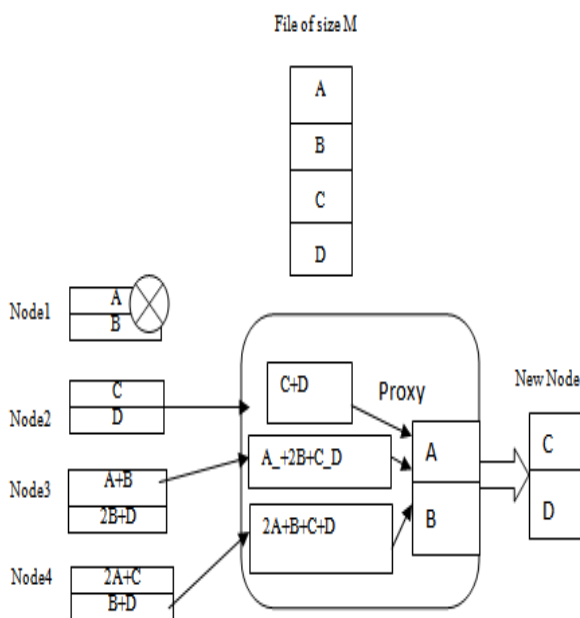 File of size M
A
B
C
D
Node1
A
B
Node2
C
D
Node3
A+B
2B+D
Node4
2A+C
B+D
C+D
Proxy
A_+2B+C_D
2A+B+C+D
A
B
New Node
C
D